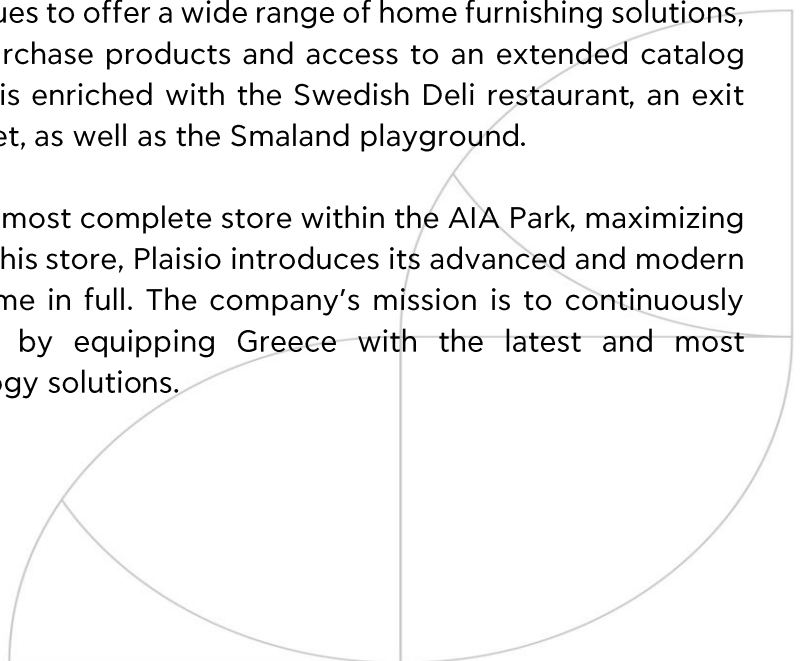 ues to offer a wide range of home furnishing solutions,
rchase products and access to an extended catalog
is enriched with the Swedish Deli restaurant, an exit
et, as well as the Smaland playground.
most complete store within the AIA Park, maximizing
his store, Plaisio introduces its advanced and modern
me in full. The company's mission is to continuously
by equipping Greece with the latest and most
gy solutions.